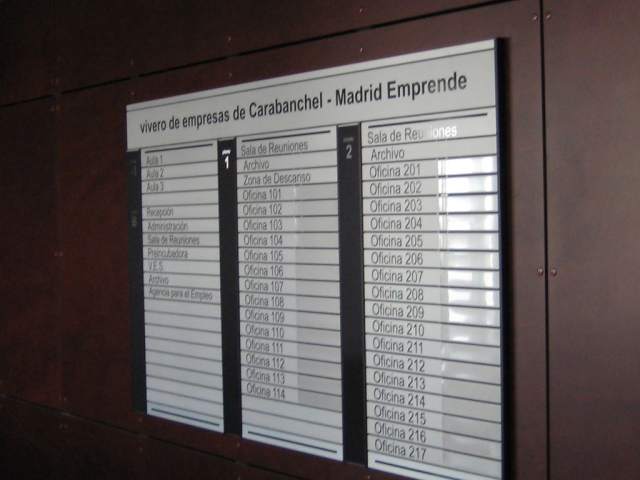 vivero de empresas de Carabanchel - Madrid Emprende
-1
Aula 1
Aula 2
Aula 3
Recepción
Administración
Sala de Reuniones
Preincubadora
V.E.S
Archivo
Agencia para el Empleo
1
Sala de Reuniones
Archivo
Zona de Descanso
Oficina 101
Oficina 102
Oficina 103
Oficina 104
Oficina 105
Oficina 106
Oficina 107
Oficina 108
Oficina 109
Oficina 110
Oficina 111
Oficina 112
Oficina 113
Oficina 114
2
Sala de Reuniones
Archivo
Oficina 201
Oficina 202
Oficina 203
Oficina 204
Oficina 205
Oficina 206
Oficina 207
Oficina 208
Oficina 209
Oficina 210
Oficina 211
Oficina 212
Oficina 213
Oficina 214
Oficina 215
Oficina 216
Oficina 217